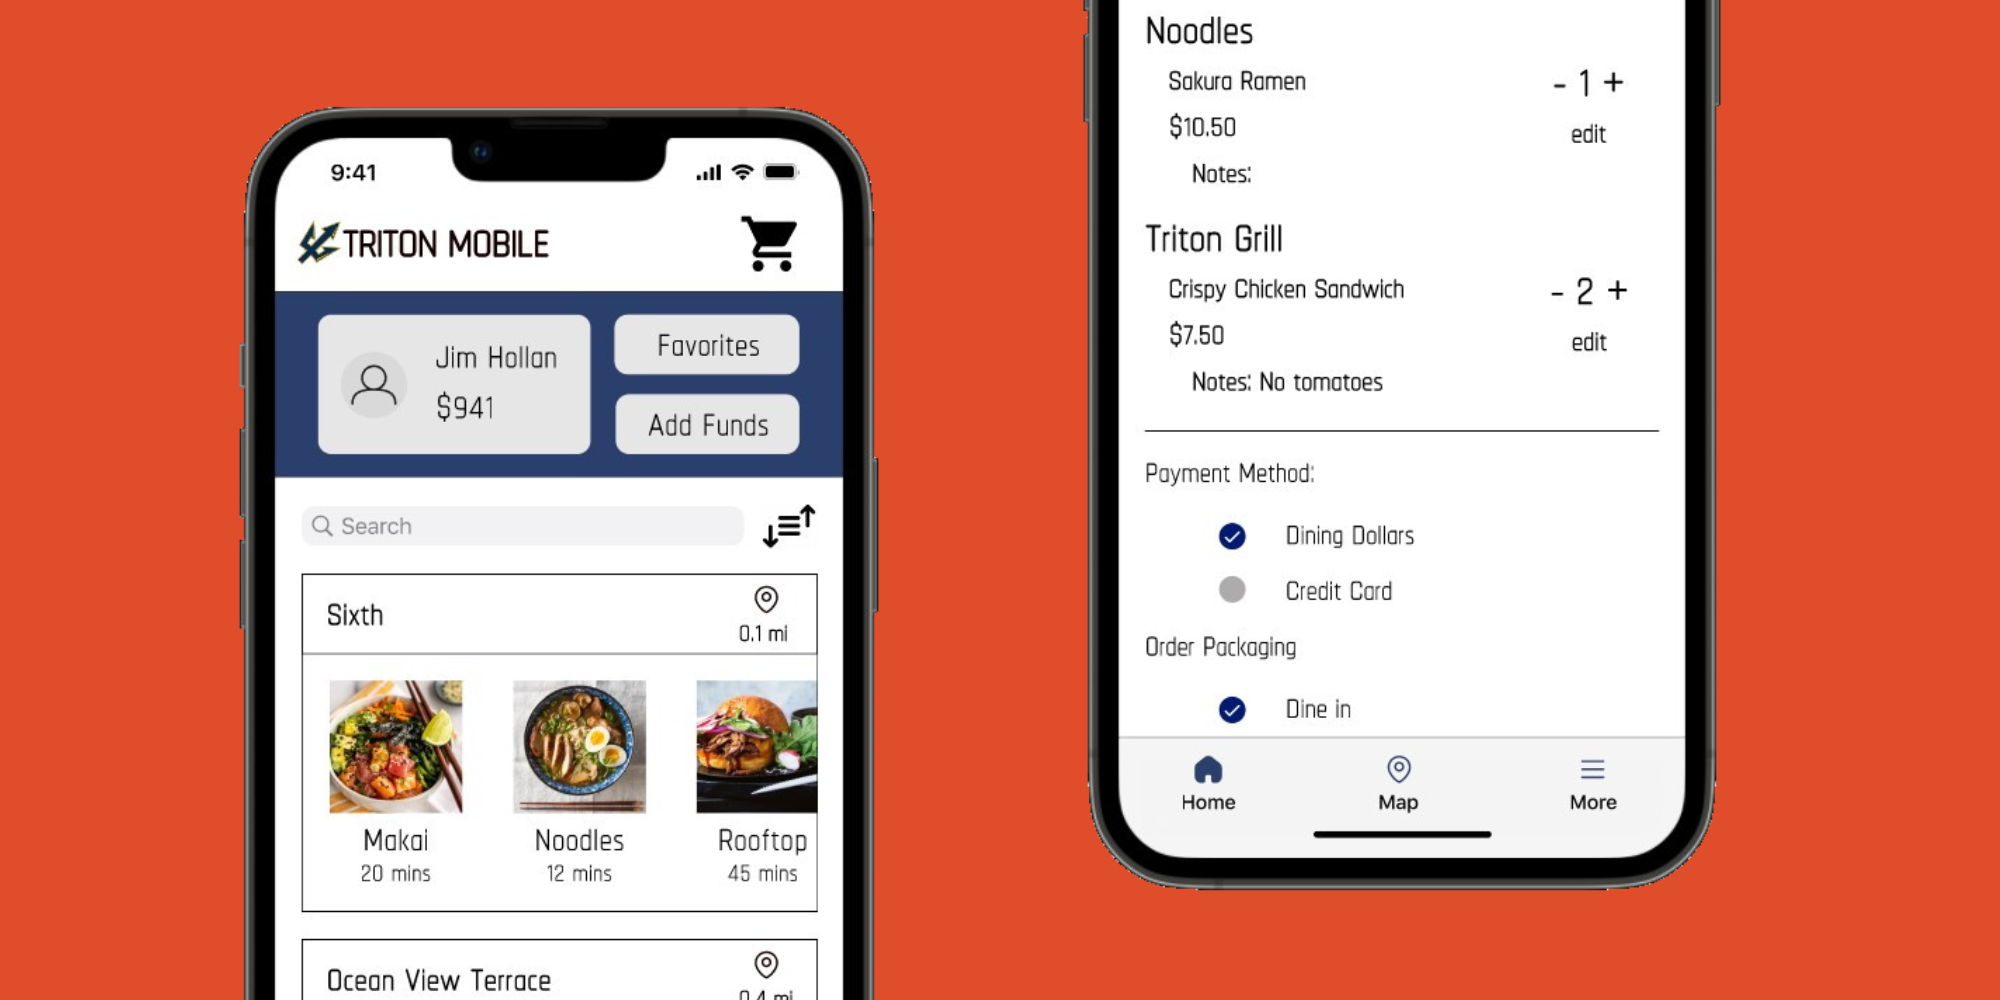 9:41
TRITON MOBILE
Jim Hollan
$941
Favorites
Add Funds
Search
Sixth
0.1 mi
Makai
20 mins
Noodles
12 mins
Rooftop
45 mins
Ocean View Terrace
0.4 mi
Noodles
Sakura Ramen
- 1 +
$10.50
edit
Notes:
Triton Grill
Crispy Chicken Sandwich
- 2 +
$7.50
edit
Notes: No tomatoes
Payment Method:
Dining Dollars
Credit Card
Order Packaging
Dine in
Home
Map
More